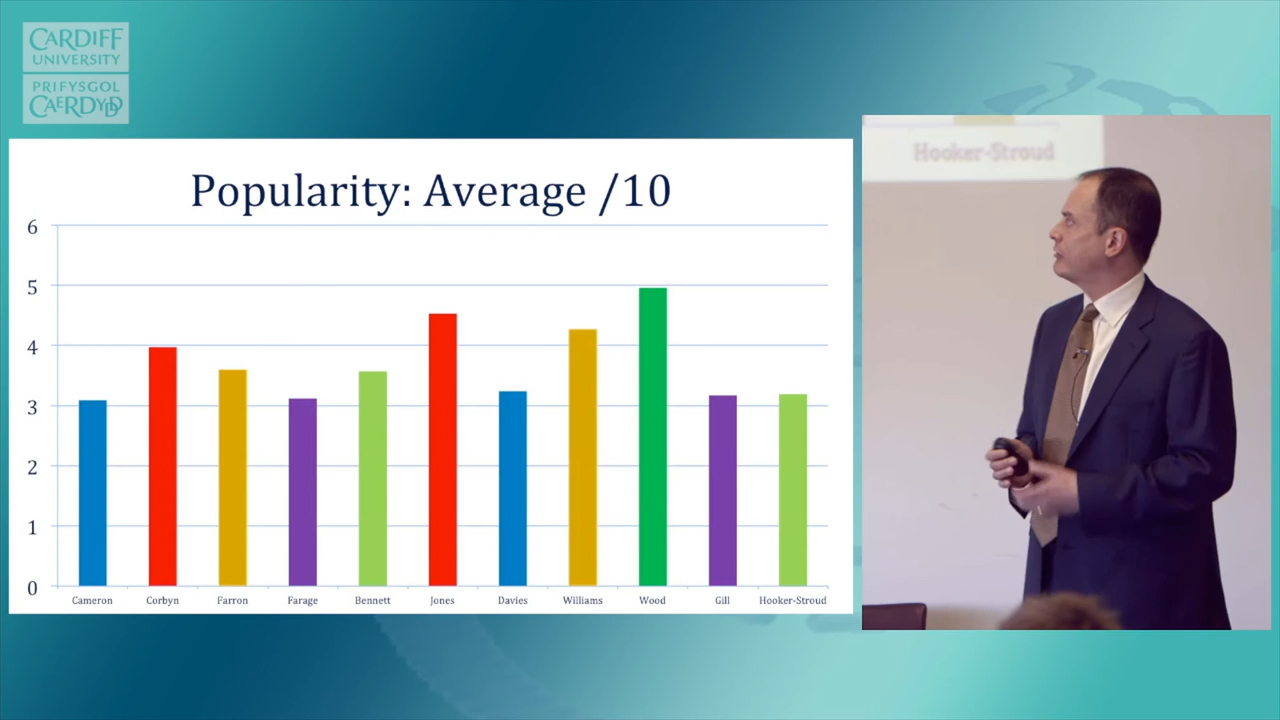 CARDIFF
UNIVERSITY
PRIFYSGOL
CAERDYDD
Popularity: Average /10
6
5
4
3
2
1
0
Cameron
Corbyn
Farron
Farage
Bennett
Jones
Davies
Williams
Wood
Gill
Hooker-Stroud
Hooker-Stroud